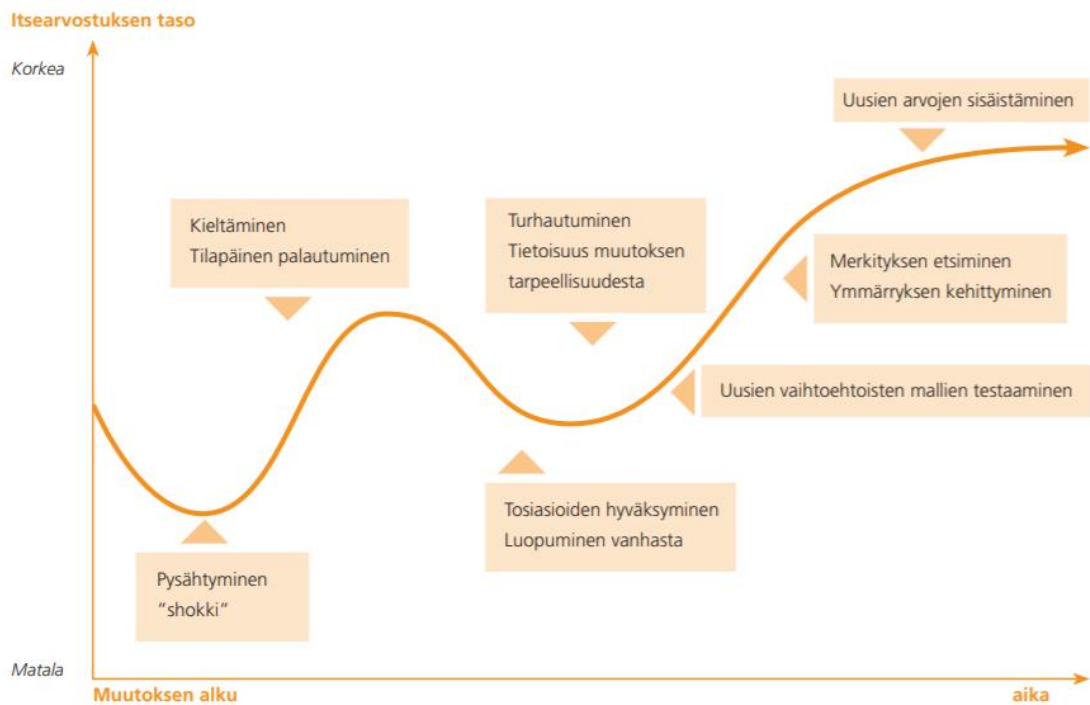 Itsearvostuksen taso
Korkea
Uusien arvojen sisäistäminen
Kieltäminen
Tilapäinen palautuminen
Turhautuminen
Tietoisuus muutoksen
tarpeellisuudesta
Merkityksen etsiminen
Ymmärryksen kehittyminen
Uusien vaihtoehtoisten mallien testaaminen
Tosiasioiden hyväksyminen
Luopuminen vanhasta
Pysähtyminen
“shokki”
Matala
Muutoksen alku
aika